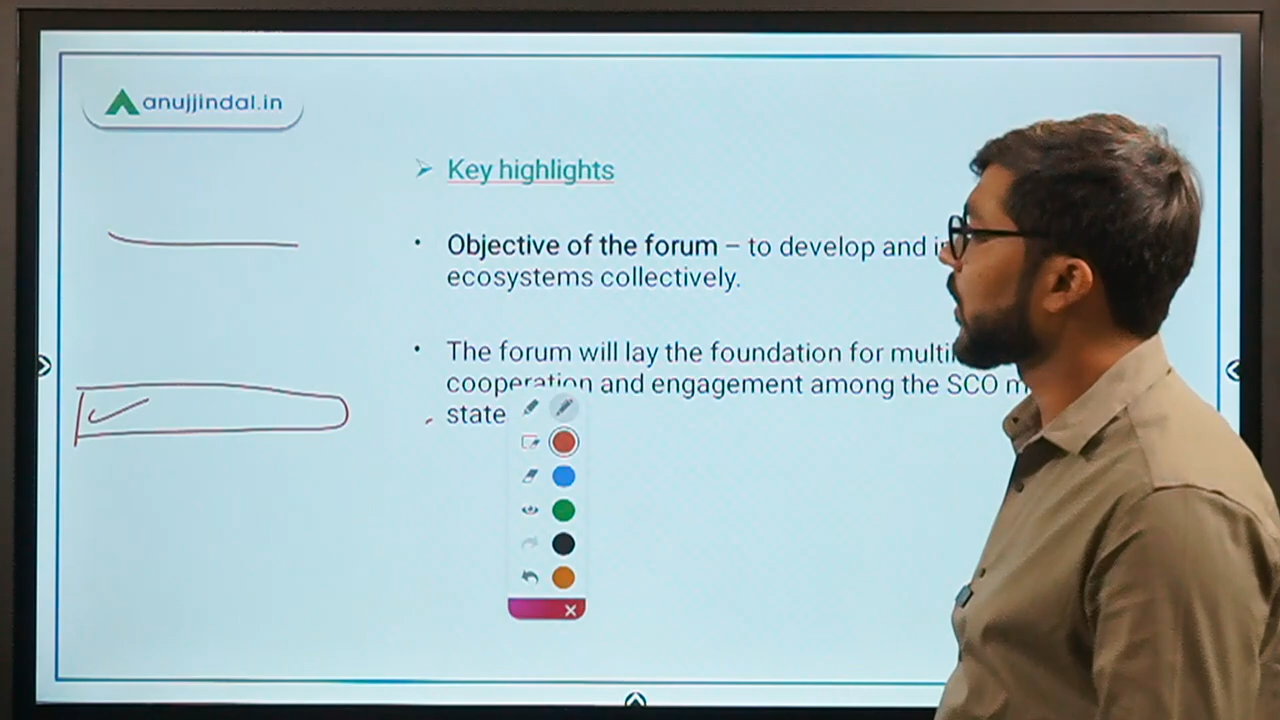 anujjindal.in
Key highlights
Objective of the forum – to develop and
ecosystems collectively.
The forum will lay the foundation for
cooperation and engagement among the SCO
state